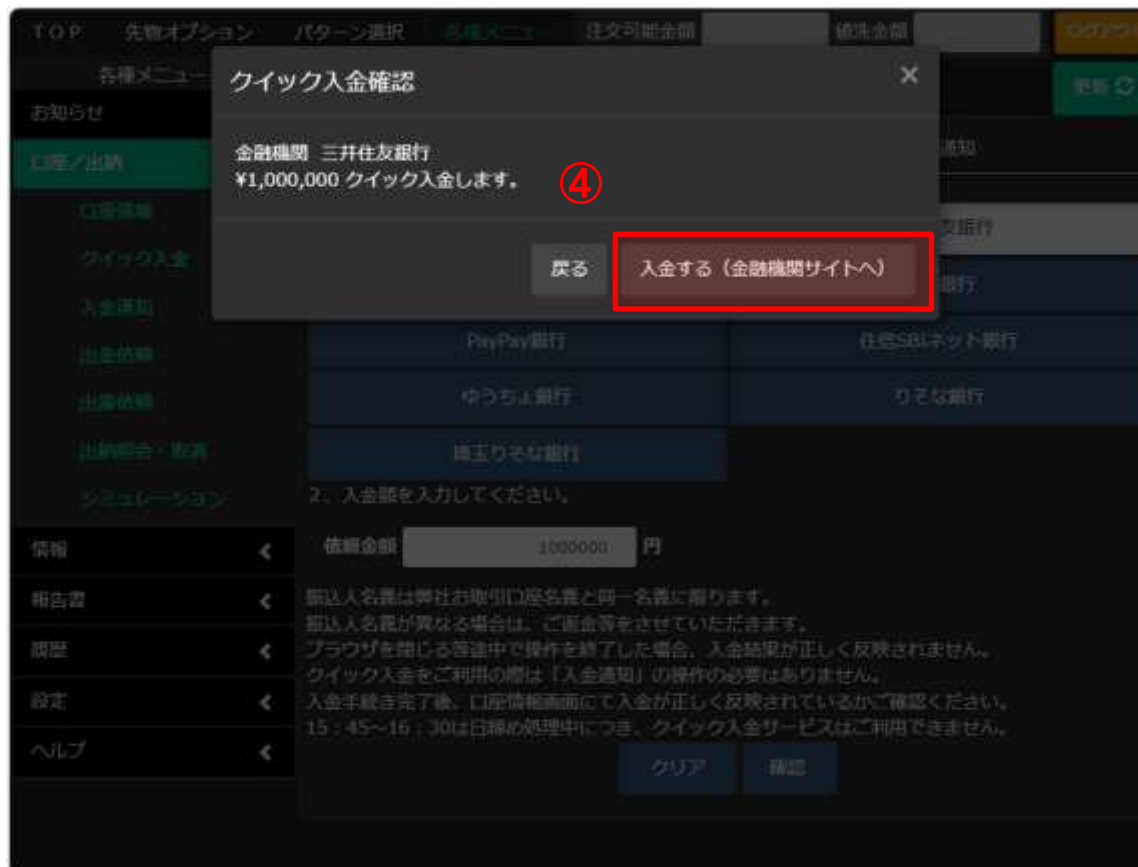 TOP 先物オプション パターン選択 各種メニュー 注文可能金額 値洗金額 ログアウト
各種メニュー
更新
お知らせ
口座/出納
口座情報
クイック入金
入金通知
出金依頼
出庫依頼
出納照会・取消
シミュレーション
情報
報告書
履歴
設定
ヘルプ
クイック入金確認 ×
金融機関 三井住友銀行
¥1,000,000 クイック入金します。
④
戻る 入金する(金融機関サイトへ)
通知
友銀行
銀行
PayPay銀行 住信SBIネット銀行
ゆうちょ銀行 りそな銀行
埼玉りそな銀行
2、入金額を入力してください。
依頼金額 1000000 円
振込人名義は弊社お取引口座名義と同一名義に限ります。
振込人名義が異なる場合は、ご返金等をさせていただきます。
ブラウザを閉じる等途中で操作を終了した場合、入金結果が正しく反映されません。
クイック入金をご利用の際は「入金通知」の操作の必要はありません。
入金手続き完了後、口座情報画面にて入金が正しく反映されているかご確認ください。
15:45~16:30は日締め処理中につき、クイック入金サービスはご利用できません。
クリア 確認